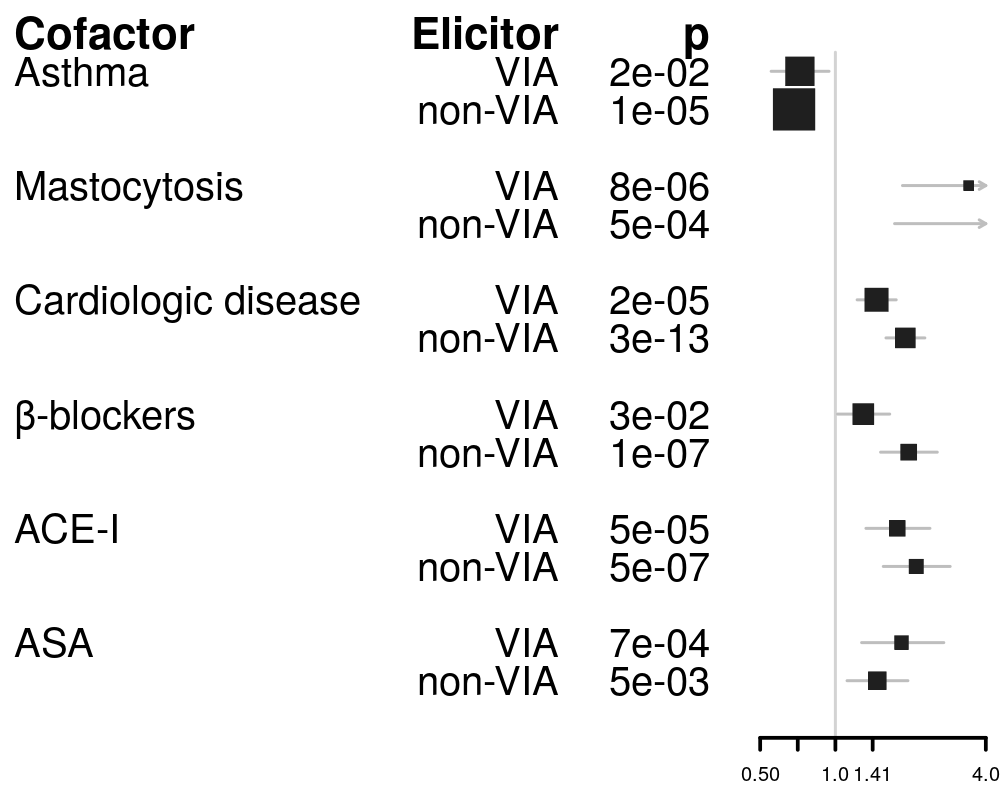 Cofactor Elicitor p
Asthma VIA 2e-02
non-VIA 1e-05
Mastocytosis VIA 8e-06
non-VIA 5e-04
Cardiologic disease VIA 2e-05
non-VIA 3e-13
β-blockers VIA 3e-02
non-VIA 1e-07
ACE-I VIA 5e-05
non-VIA 5e-07
ASA VIA 7e-04
non-VIA 5e-03
0.50 1.0 1.41 4.0